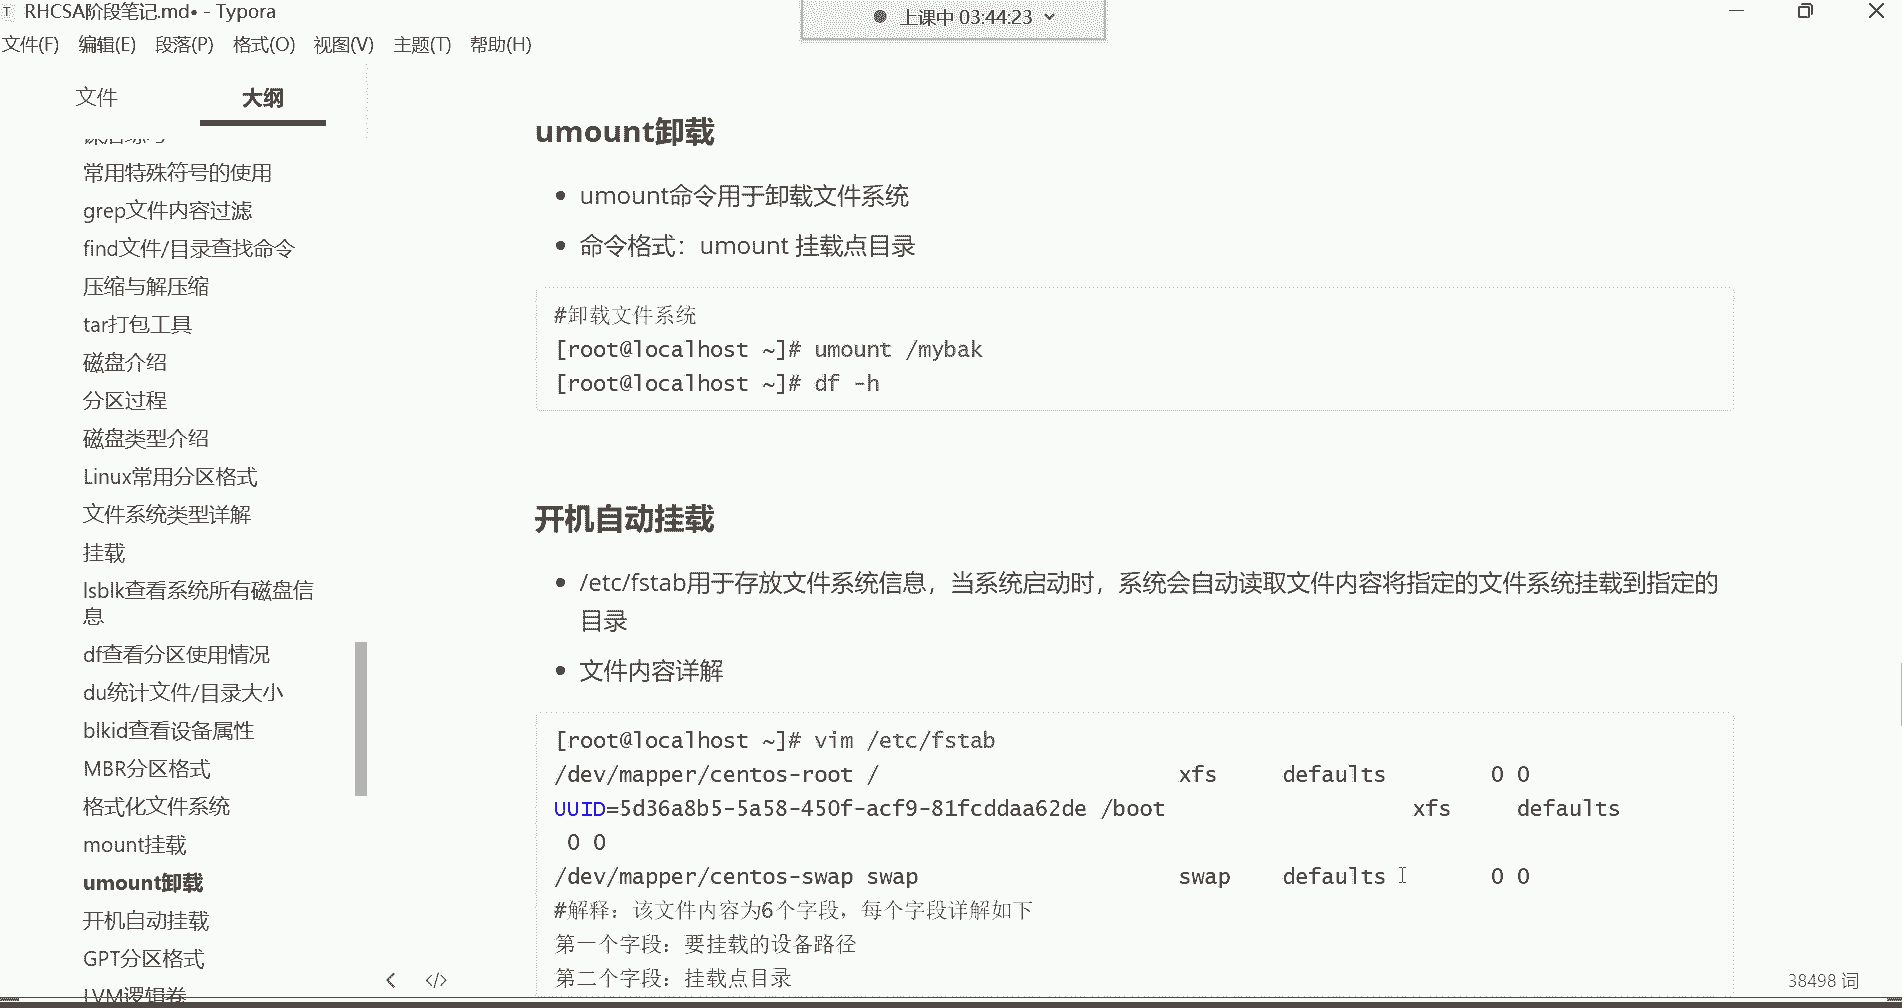 RHCSA阶段笔记.md• - Typora
上课中 03:44:23
文件(F) 编辑(E) 段落(P) 格式(O) 视图(V) 主题(T) 帮助(H)
文件 大纲
常用特殊符号的使用
grep文件内容过滤
find文件/目录查找命令
压缩与解压缩
tar打包工具
磁盘介绍
分区过程
磁盘类型介绍
Linux常用分区格式
文件系统类型详解
挂载
lsblk查看系统所有磁盘信
息
df查看分区使用情况
du统计文件/目录大小
blkid查看设备属性
MBR分区格式
格式化文件系统
mount挂载
umount卸载
开机自动挂载
GPT分区格式
LVM逻辑卷
umount卸载
umount命令用于卸载文件系统
命令格式：umount 挂载点目录
#卸载文件系统
[root@localhost ~]# umount /mybak
[root@localhost ~]# df -h
开机自动挂载
/etc/fstab用于存放文件系统信息，当系统启动时，系统会自动读取文件内容将指定的文件系统挂载到指定的
目录
文件内容详解
[root@localhost ~]# vim /etc/fstab
/dev/mapper/centos-root / xfs defaults 0 0
UUID=5d36a8b5-5a58-450f-acf9-81fcddaa62de /boot xfs defaults
0 0
/dev/mapper/centos-swap swap swap defaults 0 0
#解释：该文件内容为6个字段，每个字段详解如下
第一个字段：要挂载的设备路径
第二个字段：挂载点目录
38498 词